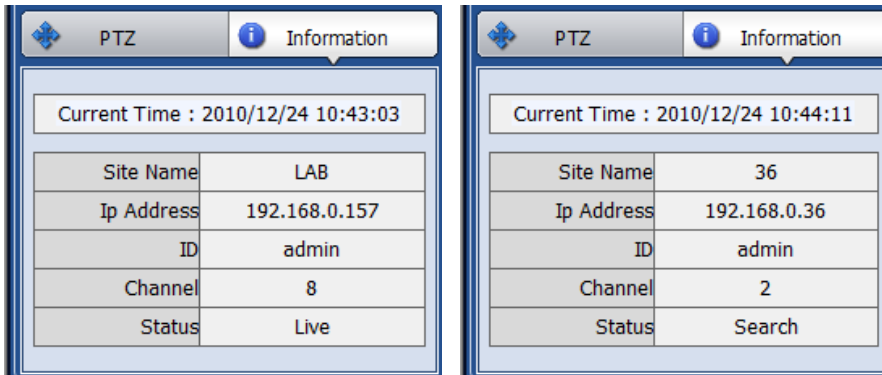 PTZ
Information
Current Time : 2010/12/24 10:43:03
Site Name LAB
Ip Address 192.168.0.157
ID admin
Channel 8
Status Live
PTZ
Information
Current Time : 2010/12/24 10:44:11
Site Name 36
Ip Address 192.168.0.36
ID admin
Channel 2
Status Search